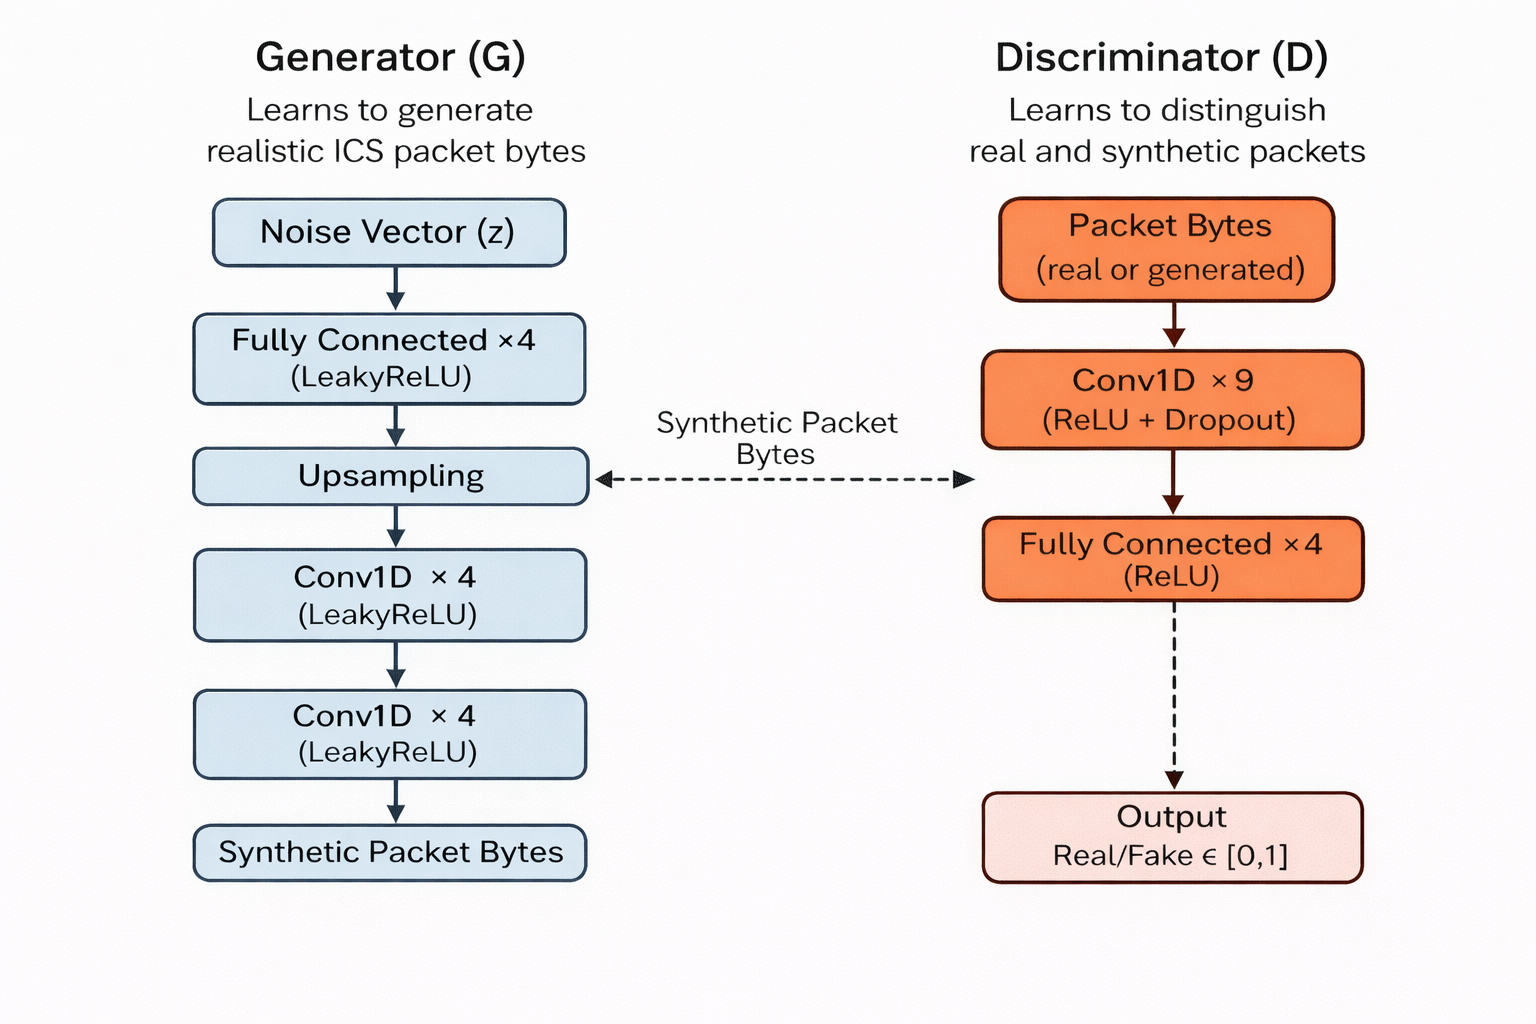 Generator (G)
Learns to generate
realistic ICS packet bytes
Noise Vector (z)
Fully Connected ×4
(LeakyReLU)
Upsampling
Conv1D × 4
(LeakyReLU)
Conv1D × 4
(LeakyReLU)
Synthetic Packet Bytes
Synthetic Packet
Bytes
Discriminator (D)
Learns to distinguish
real and synthetic packets
Packet Bytes
(real or generated)
Conv1D × 9
(ReLU + Dropout)
Fully Connected ×4
(ReLU)
Output
Real/Fake ϵ [0,1]